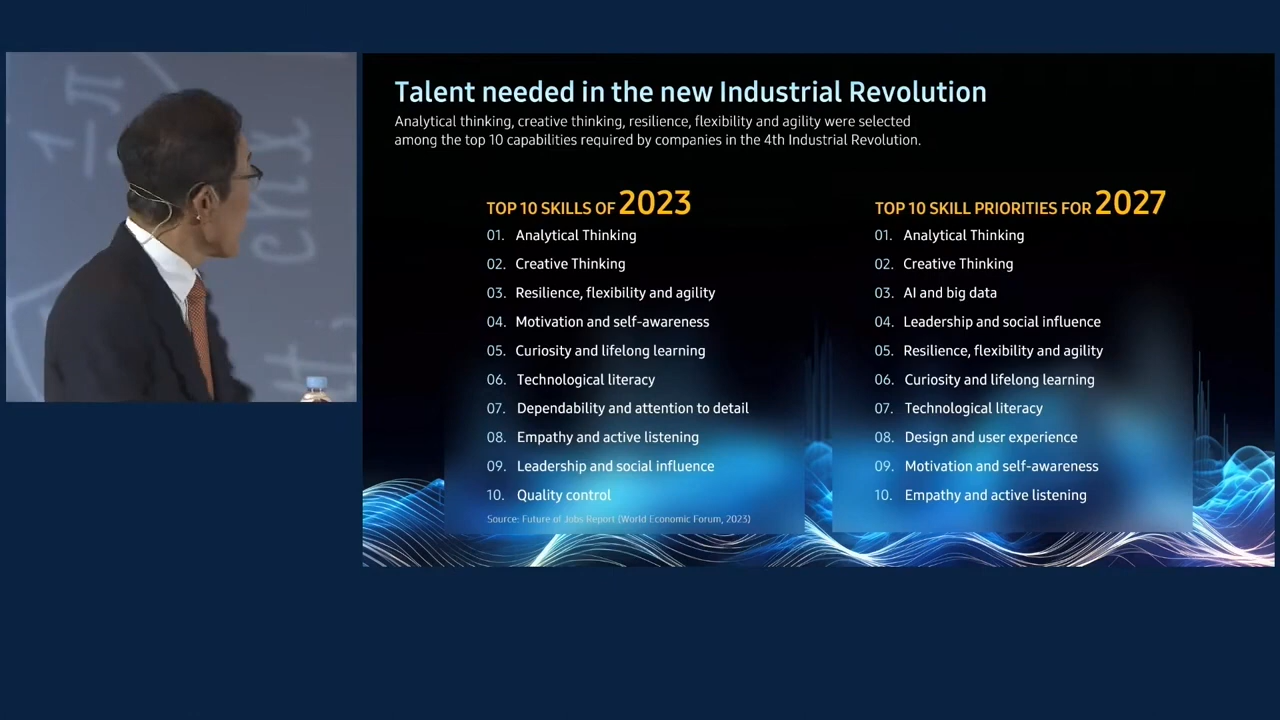 Talent needed in the new Industrial Revolution
Analytical thinking, creative thinking, resilience, flexibility and agility were selected
among the top 10 capabilities required by companies in the 4th Industrial Revolution.
TOP 10 SKILLS OF 2023
01. Analytical Thinking
02. Creative Thinking
03. Resilience, flexibility and agility
04. Motivation and self-awareness
05. Curiosity and lifelong learning
06. Technological literacy
07. Dependability and attention to detail
08. Empathy and active listening
09. Leadership and social influence
10. Quality control
Source: Future of Jobs Report (World Economic Forum, 2023)
TOP 10 SKILL PRIORITIES FOR 2027
01. Analytical Thinking
02. Creative Thinking
03. AI and big data
04. Leadership and social influence
05. Resilience, flexibility and agility
06. Curiosity and lifelong learning
07. Technological literacy
08. Design and user experience
09. Motivation and self-awareness
10. Empathy and active listening